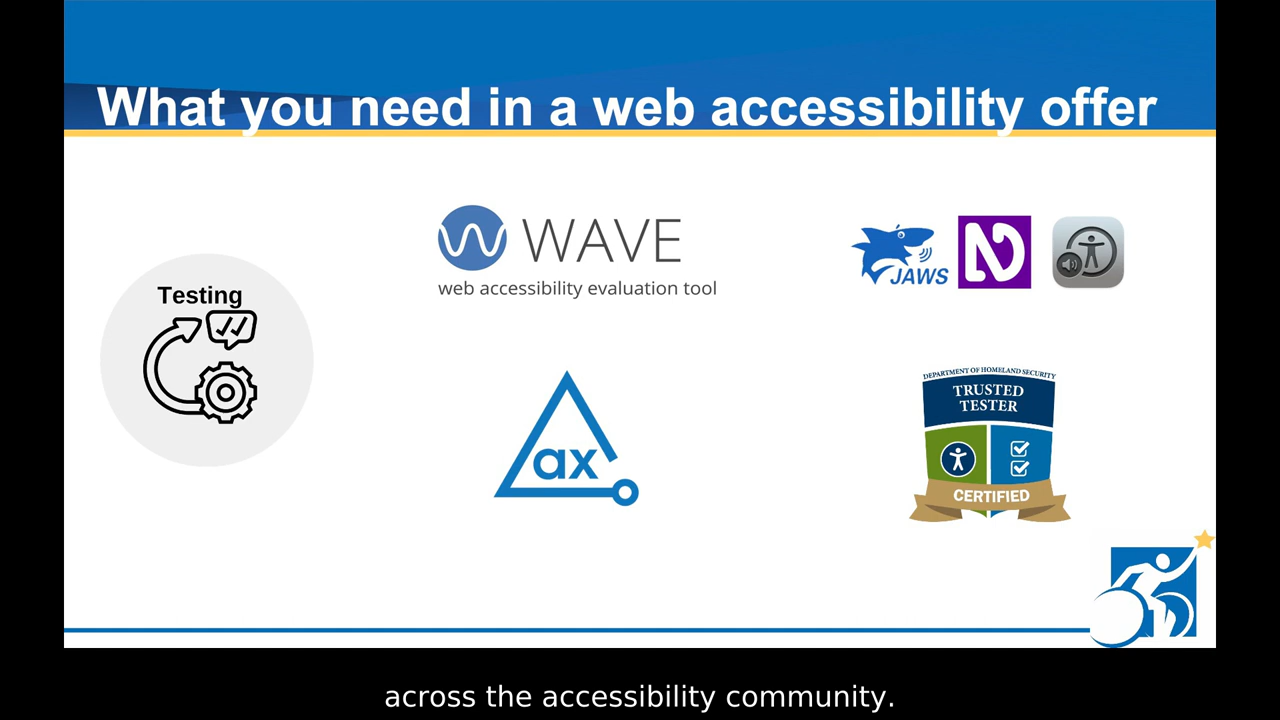 What you need in a web accessibility offer
Testing
WAVE
web accessibility evaluation tool
JAWS
ax
DEPARTMENT OF HOMELAND SECURITY
TRUSTED
TESTER
CERTIFIED
across the accessibility community.